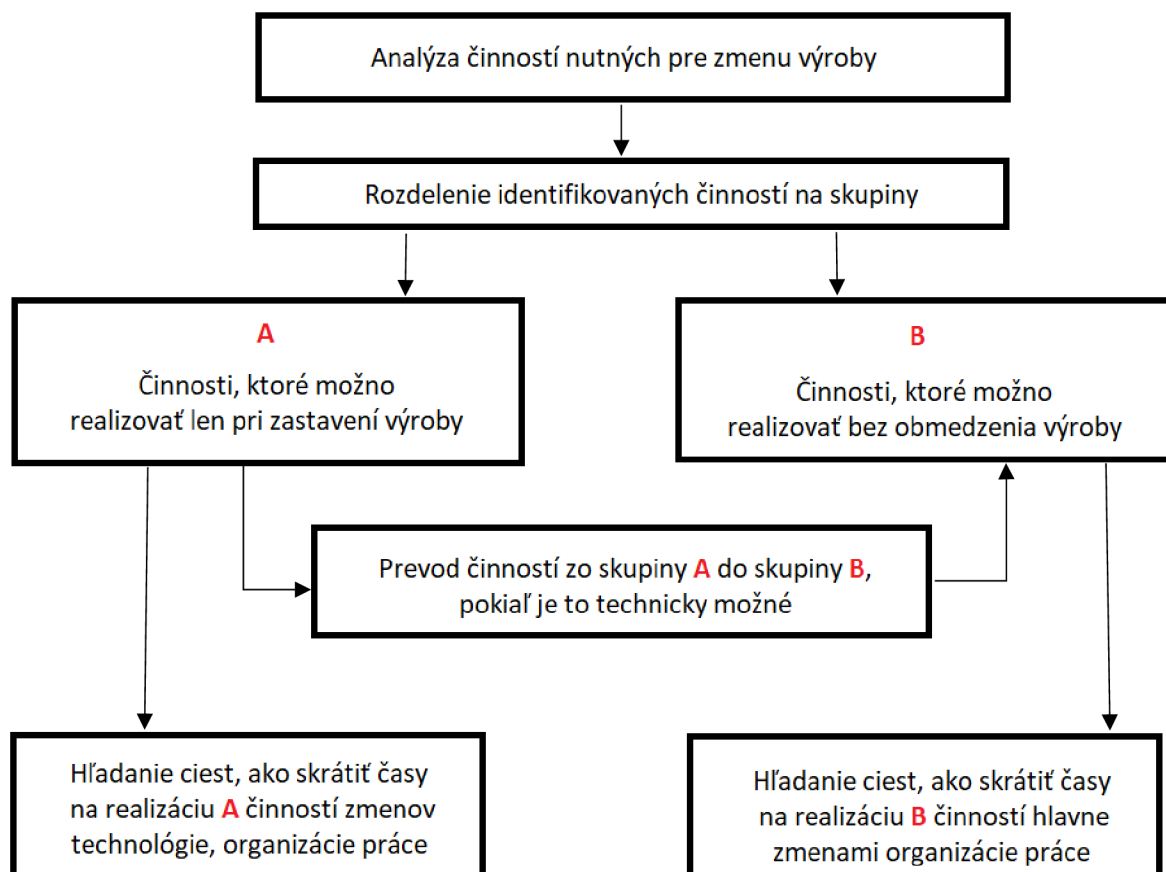 Analýza činností nutných pre zmenu výroby
Rozdelenie identifikovaných činností na skupiny
A
Činnosti, ktoré možno
realizovať len pri zastavení výroby
B
Činnosti, ktoré možno
realizovať bez obmedzenia výroby
Prevod činností zo skupiny A do skupiny B,
pokiaľ je to technicky možné
Hľadanie ciest, ako skrátiť časy
na realizáciu A činností zmenov
technológie, organizácie práce
Hľadanie ciest, ako skrátiť časy
na realizáciu B činností hlavne
zmenami organizácie práce